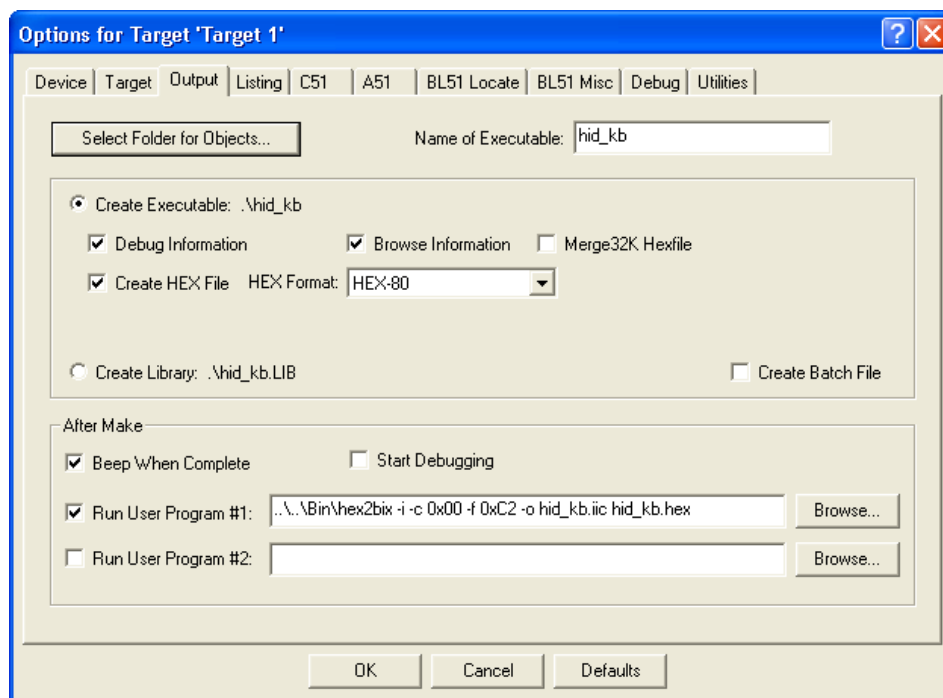 Options for Target 'Target 1'
Device Target Output Listing C51 A51 BL51 Locate BL51 Misc Debug Utilities
Select Folder for Objects... Name of Executable: hid_kb
Create Executable: .\hid_kb
Debug Information Browse Information Merge32K Hexfile
Create HEX File HEX Format: HEX-80
Create Library: .\hid_kb.LIB Create Batch File
After Make
Beep When Complete Start Debugging
Run User Program #1: ..\..\Bin\hex2bix -i -c 0x00 -f 0xC2 -o hid_kb.iic hid_kb.hex Browse...
Run User Program #2: Browse...
OK Cancel Defaults